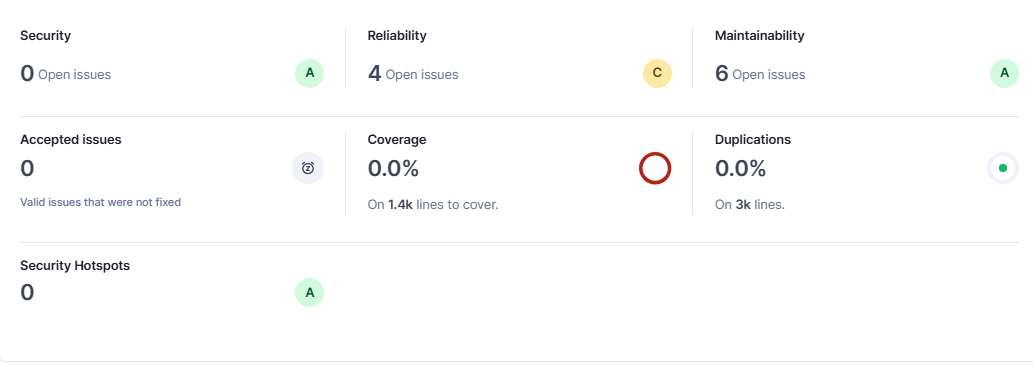 Security
0 Open issues
A
Reliability
4 Open issues
C
Maintainability
6 Open issues
A
Accepted issues
0
Valid issues that were not fixed
Coverage
0.0%
On 1.4k lines to cover.
Duplications
0.0%
On 3k lines.
Security Hotspots
0
A